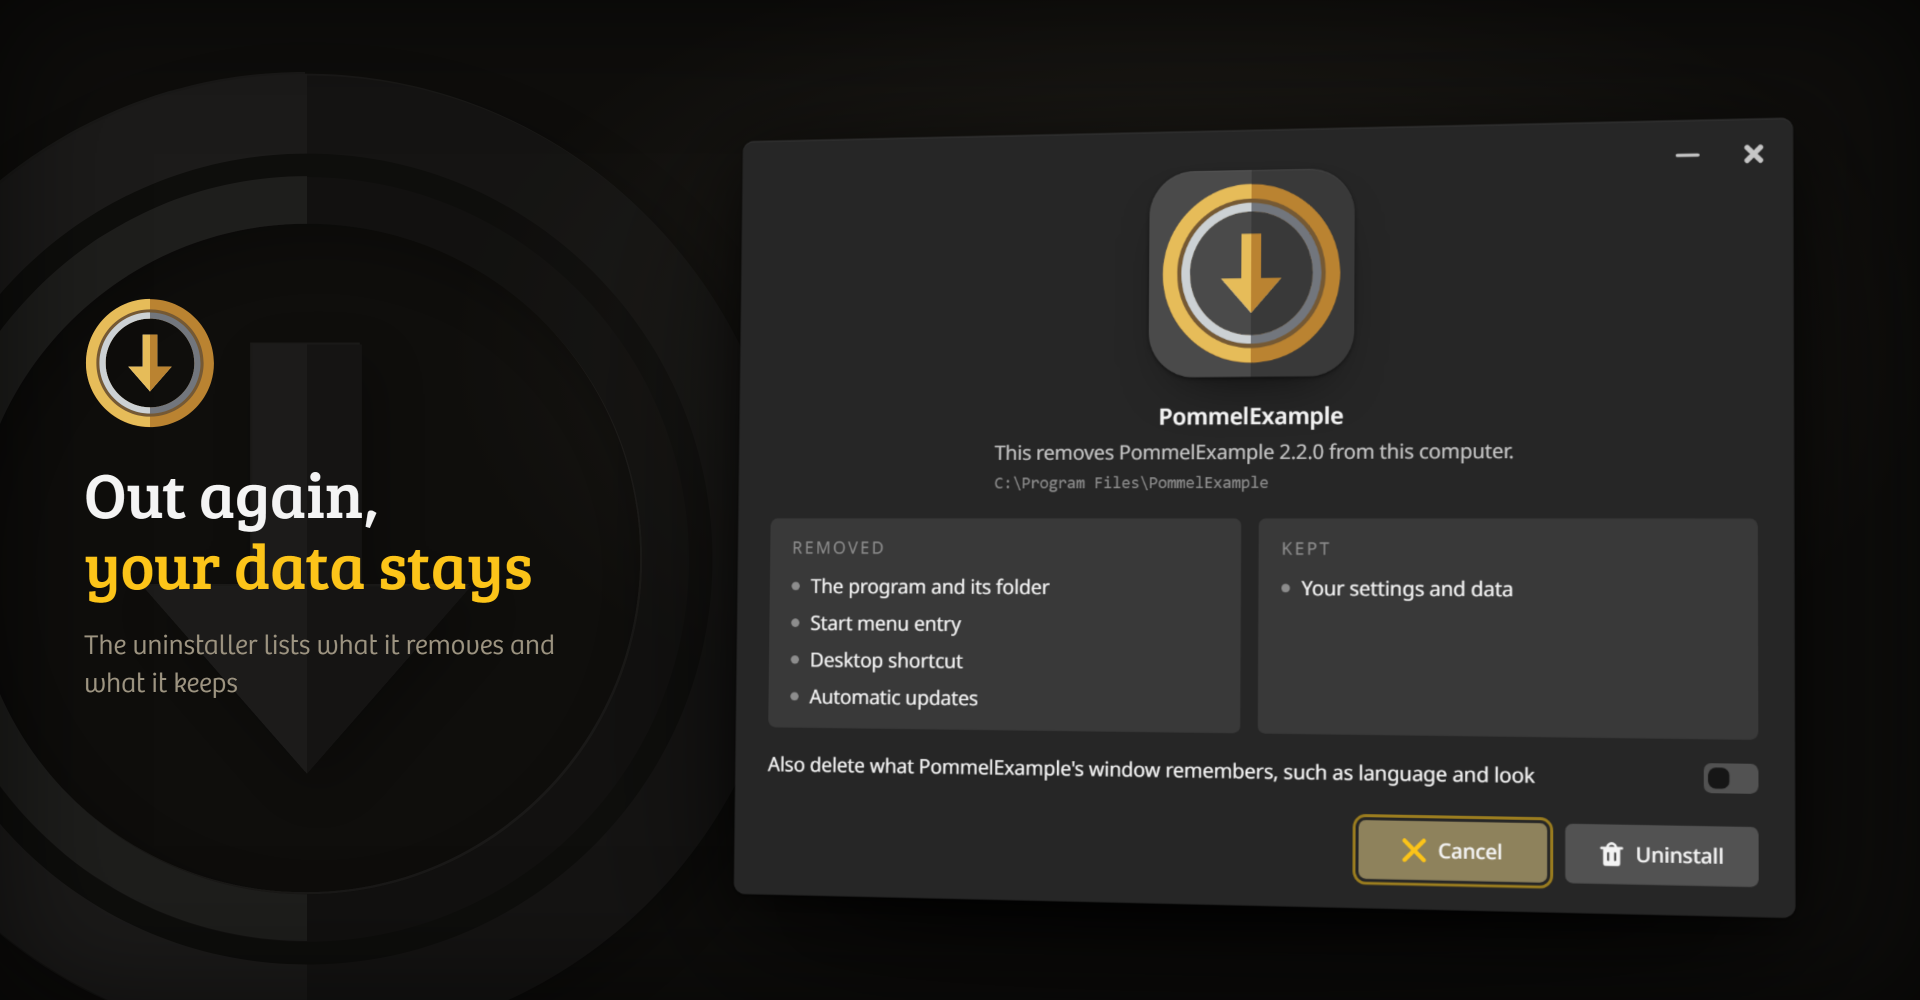 Out again,
your data stays
The uninstaller lists what it removes and
what it keeps
PommelExample
This removes PommelExample 2.2.0 from this computer.
C:\Program Files\PommelExample
REMOVED
The program and its folder
Start menu entry
Desktop shortcut
Automatic updates
KEPT
Your settings and data
Also delete what PommelExample's window remembers, such as language and look
Cancel
Uninstall